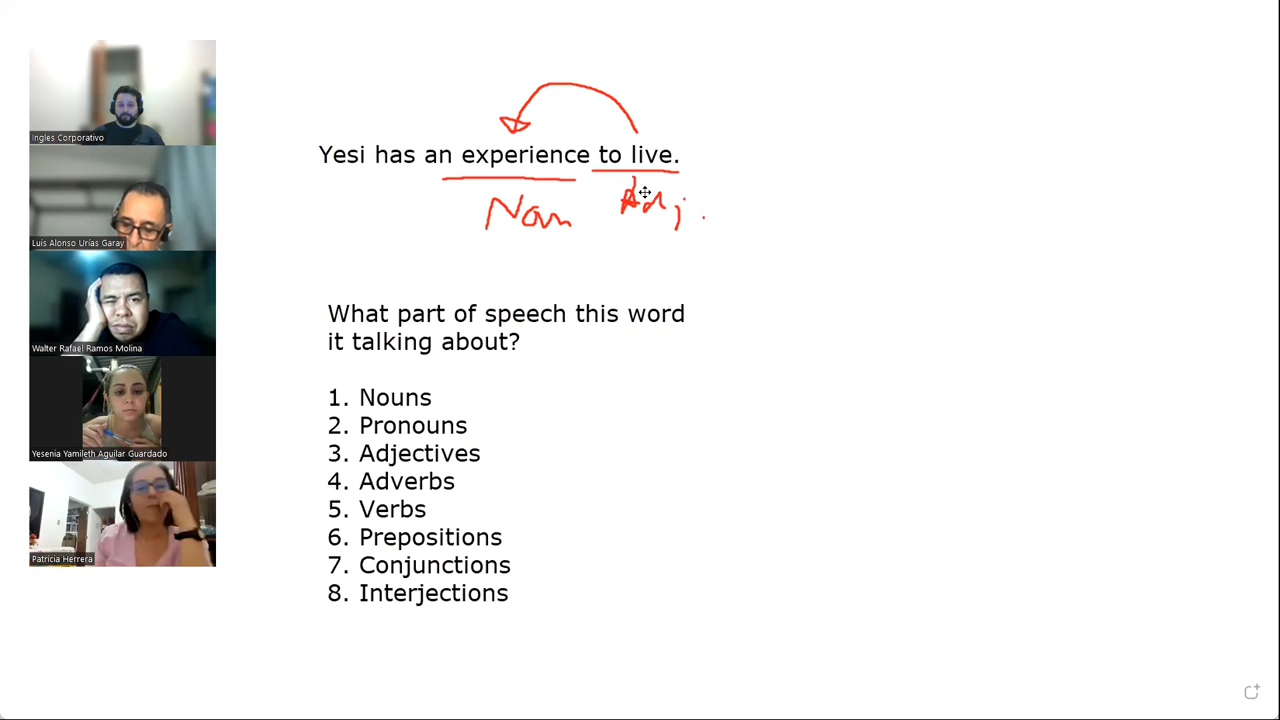 Ingles Corporativo
Luis Alonso Urías Garay
Walter Rafael Ramos Molina
Yesenia Yamileth Aguilar Guardado
Patricia Herrera
Yesi has an experience to live.
Noun Adj.
What part of speech this word
it talking about?
1. Nouns
2. Pronouns
3. Adjectives
4. Adverbs
5. Verbs
6. Prepositions
7. Conjunctions
8. Interjections